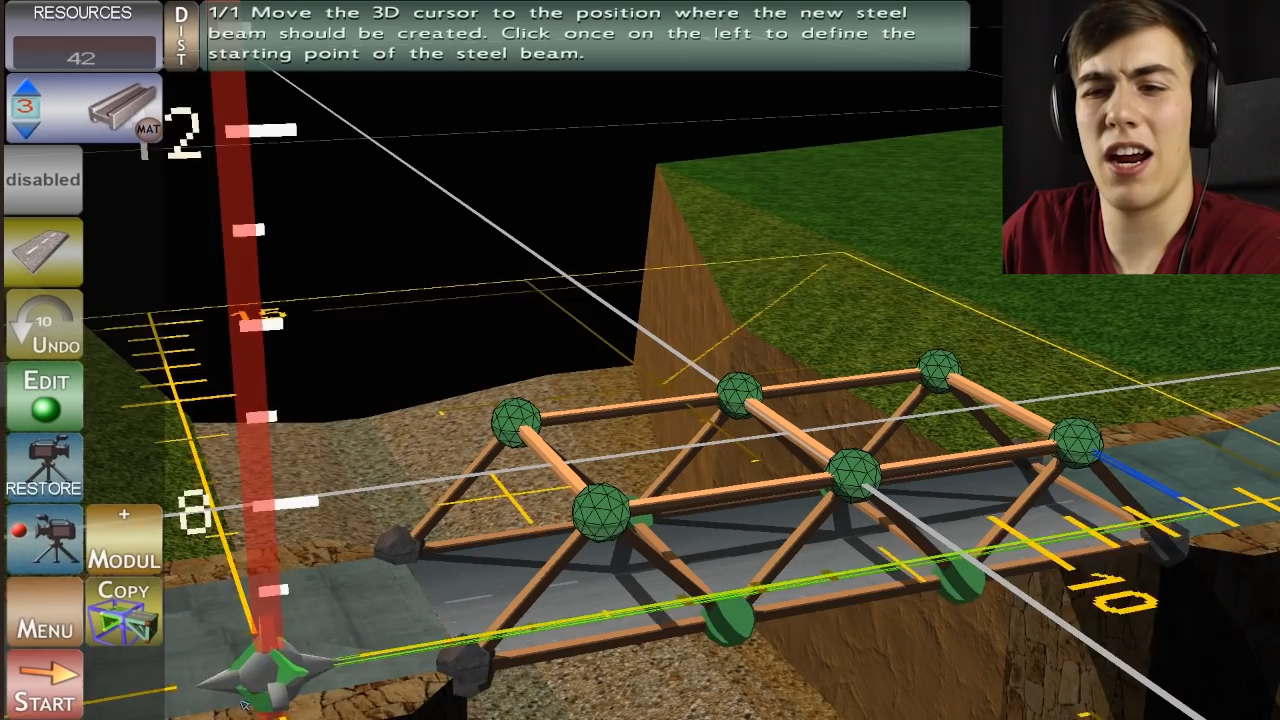 RESOURCES
42
DIST
1/1 Move the 3D cursor to the position where the new steel
beam should be created. Click once on the left to define the
starting point of the steel beam.
3
MAT
12
disabled
10
UNDO
EDIT
RESTORE
8
+
MODUL
COPY
MENU
START
10